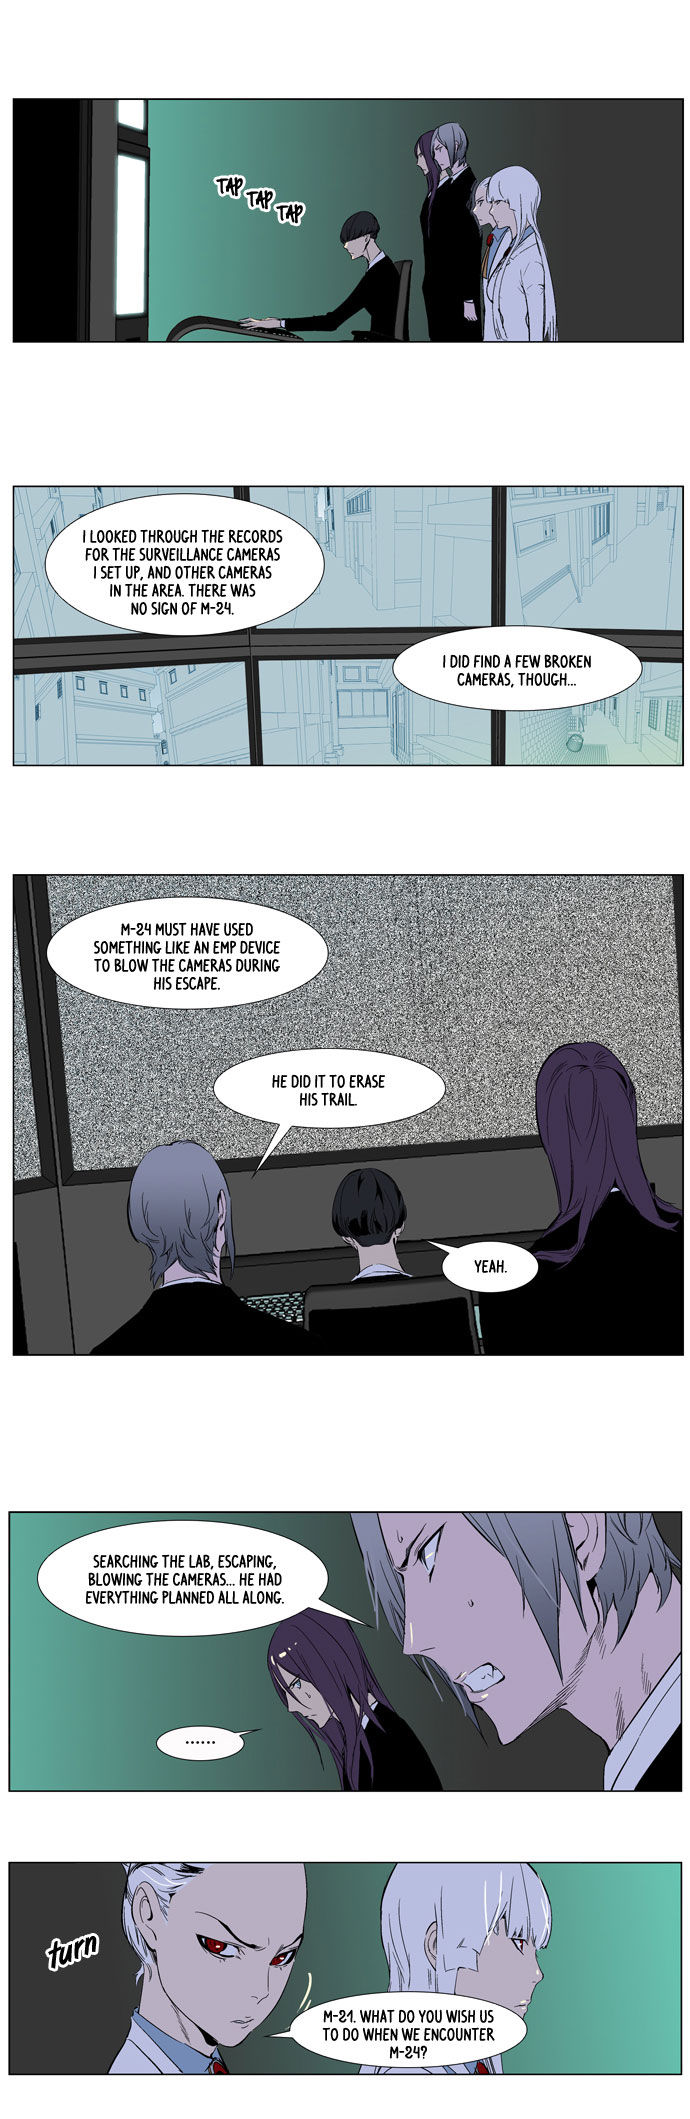 TAP
TAP
TAP
I LOOKED THROUGH THE RECORDS
FOR THE SURVEILLANCE CAMERAS
I SET UP, AND OTHER CAMERAS
IN THE AREA. THERE WAS
NO SIGN OF M-24.
I DID FIND A FEW BROKEN
CAMERAS, THOUGH...
M-24 MUST HAVE USED
SOMETHING LIKE AN EMP DEVICE
TO BLOW THE CAMERAS DURING
HIS ESCAPE.
HE DID IT TO ERASE
HIS TRAIL.
YEAH.
SEARCHING THE LAB, ESCAPING,
BLOWING THE CAMERAS... HE HAD
EVERYTHING PLANNED ALL ALONG.
......
turn
M-21. WHAT DO YOU WISH US
TO DO WHEN WE ENCOUNTER
M-24?